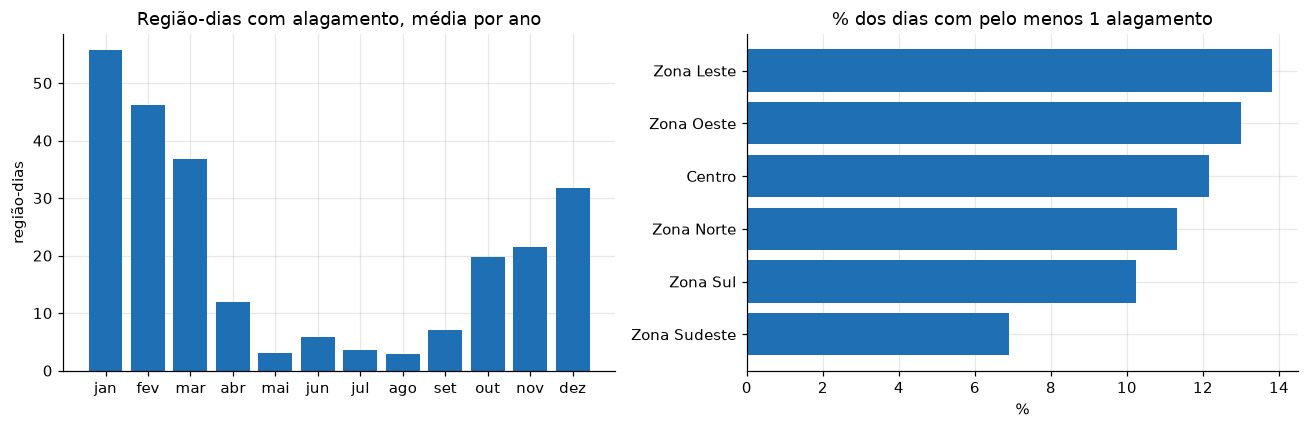 Região-dias com alagamento, média por ano
região-dias
50
40
30
20
10
0
jan fev mar abr mai jun jul ago set out nov dez
% dos dias com pelo menos 1 alagamento
Zona Leste
Zona Oeste
Centro
Zona Norte
Zona Sul
Zona Sudeste
0 2 4 6 8 10 12 14
%